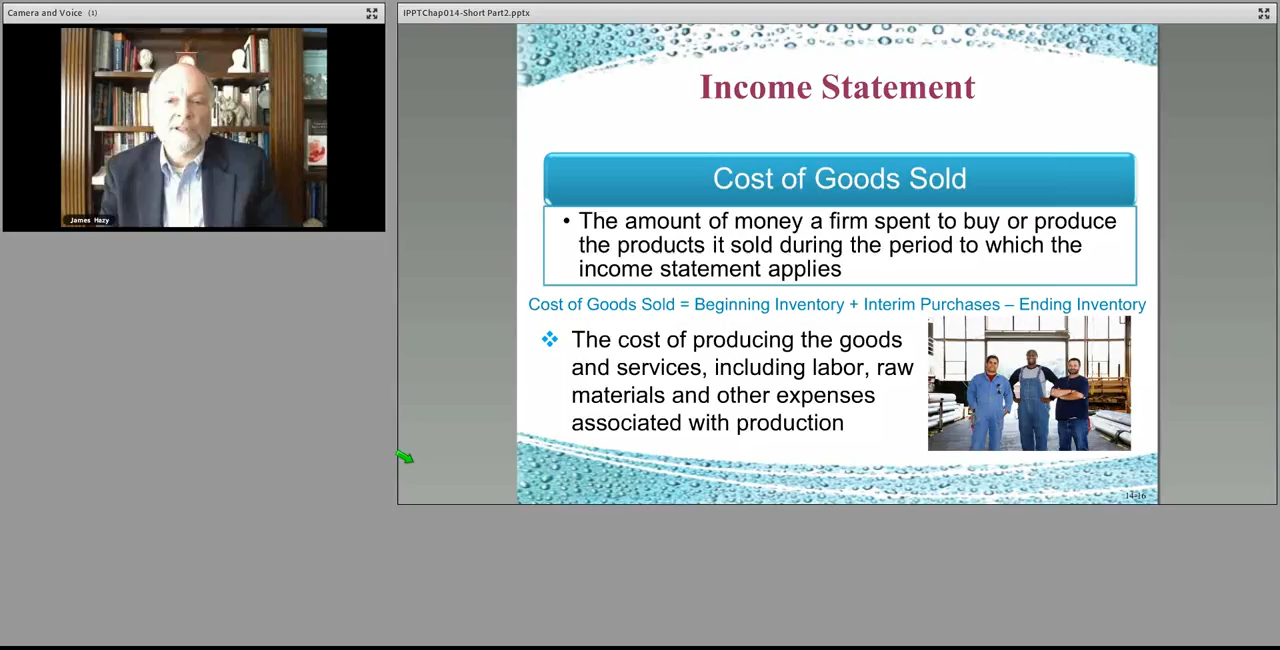 Camera and Voice (1)
James Hazy
IPPTChap014-Short Part2.pptx
Income Statement
Cost of Goods Sold
• The amount of money a firm spent to buy or produce
the products it sold during the period to which the
income statement applies
Cost of Goods Sold = Beginning Inventory + Interim Purchases – Ending Inventory
❖ The cost of producing the goods
and services, including labor, raw
materials and other expenses
associated with production
14-16